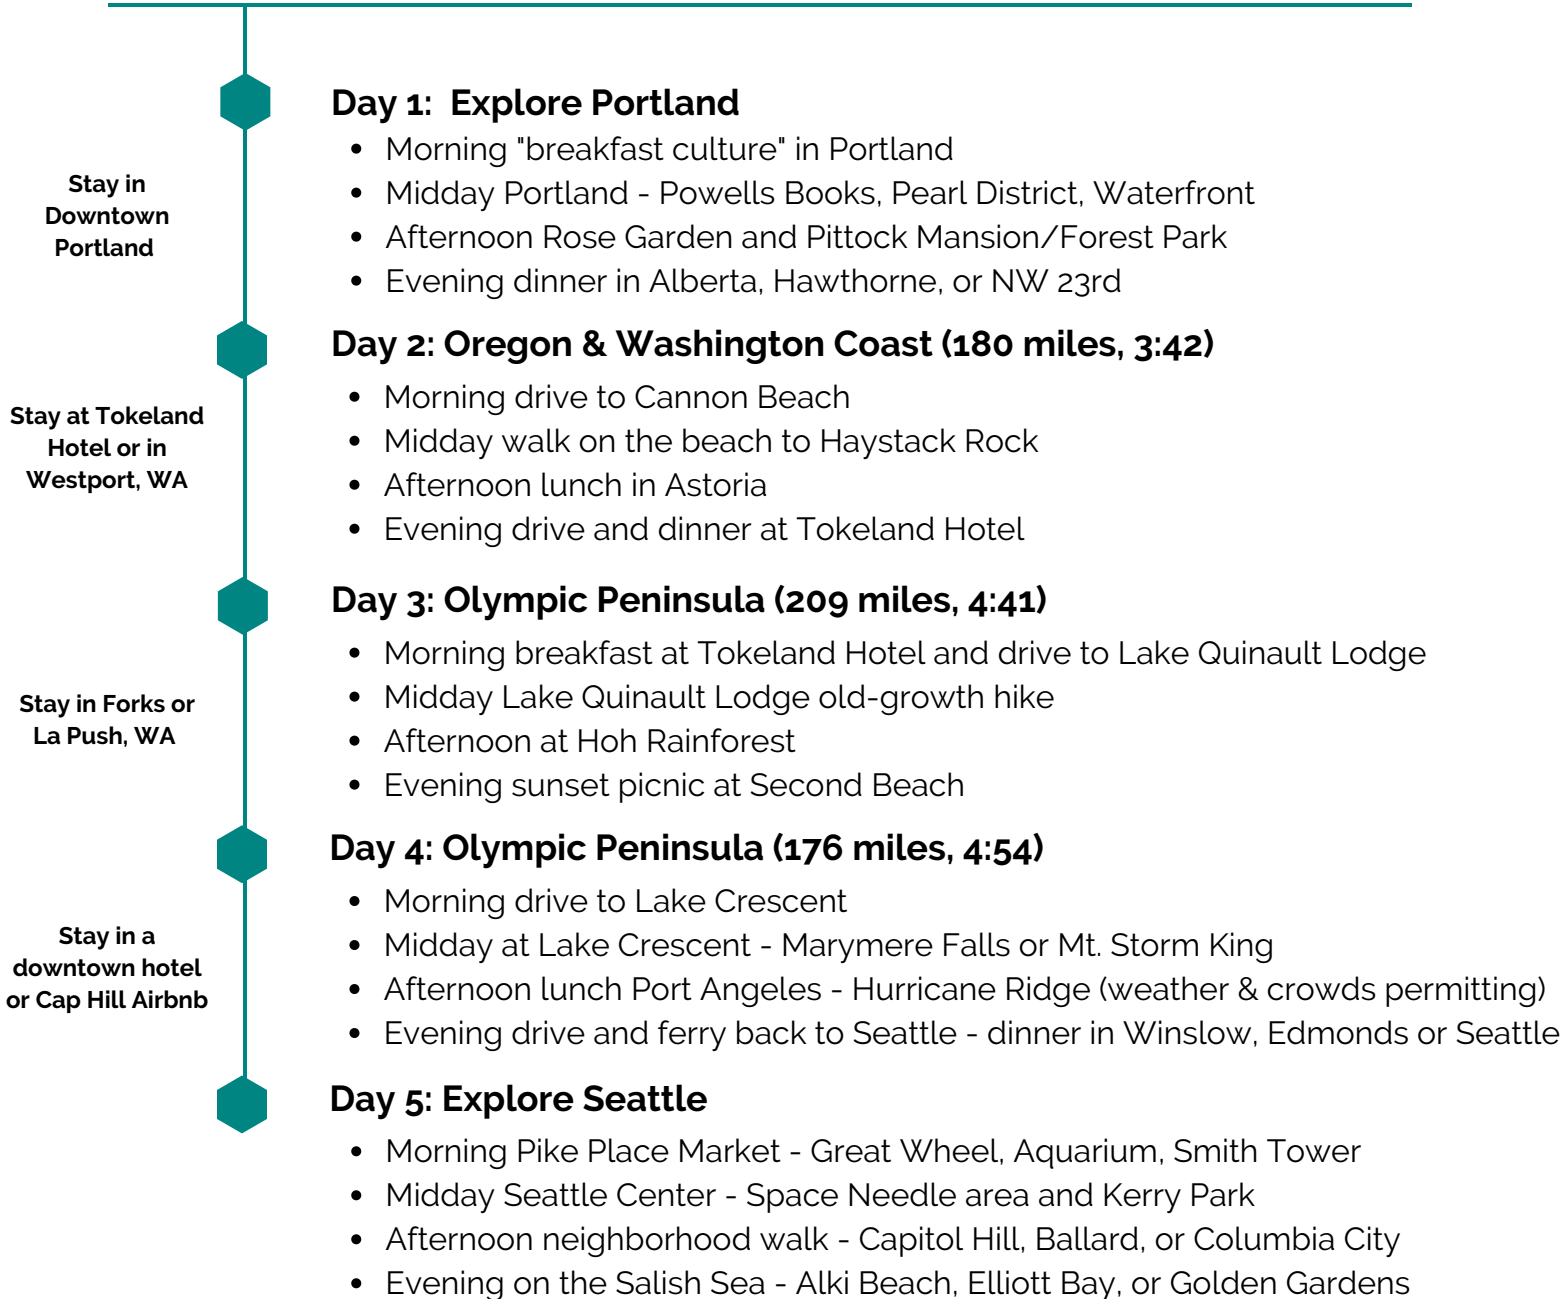 Day 1:  Explore Portland
• Morning "breakfast culture" in Portland
• Midday Portland - Powells Books, Pearl District, Waterfront
• Afternoon Rose Garden and Pittock Mansion/Forest Park
• Evening dinner in Alberta, Hawthorne, or NW 23rd
Stay in
Downtown
Portland
Day 2: Oregon & Washington Coast (180 miles, 3:42)
• Morning drive to Cannon Beach
• Midday walk on the beach to Haystack Rock
• Afternoon lunch in Astoria
• Evening drive and dinner at Tokeland Hotel
Stay at Tokeland
Hotel or in
Westport, WA
Day 3: Olympic Peninsula (209 miles, 4:41)
• Morning breakfast at Tokeland Hotel and drive to Lake Quinault Lodge
• Midday Lake Quinault Lodge old-growth hike
• Afternoon at Hoh Rainforest
• Evening sunset picnic at Second Beach
Stay in Forks or
La Push, WA
Day 4: Olympic Peninsula (176 miles, 4:54)
• Morning drive to Lake Crescent
• Midday at Lake Crescent - Marymere Falls or Mt. Storm King
• Afternoon lunch Port Angeles - Hurricane Ridge (weather & crowds permitting)
• Evening drive and ferry back to Seattle - dinner in Winslow, Edmonds or Seattle
Stay in a
downtown hotel
or Cap Hill Airbnb
Day 5: Explore Seattle
• Morning Pike Place Market - Great Wheel, Aquarium, Smith Tower
• Midday Seattle Center - Space Needle area and Kerry Park
• Afternoon neighborhood walk - Capitol Hill, Ballard, or Columbia City
• Evening on the Salish Sea - Alki Beach, Elliott Bay, or Golden Gardens